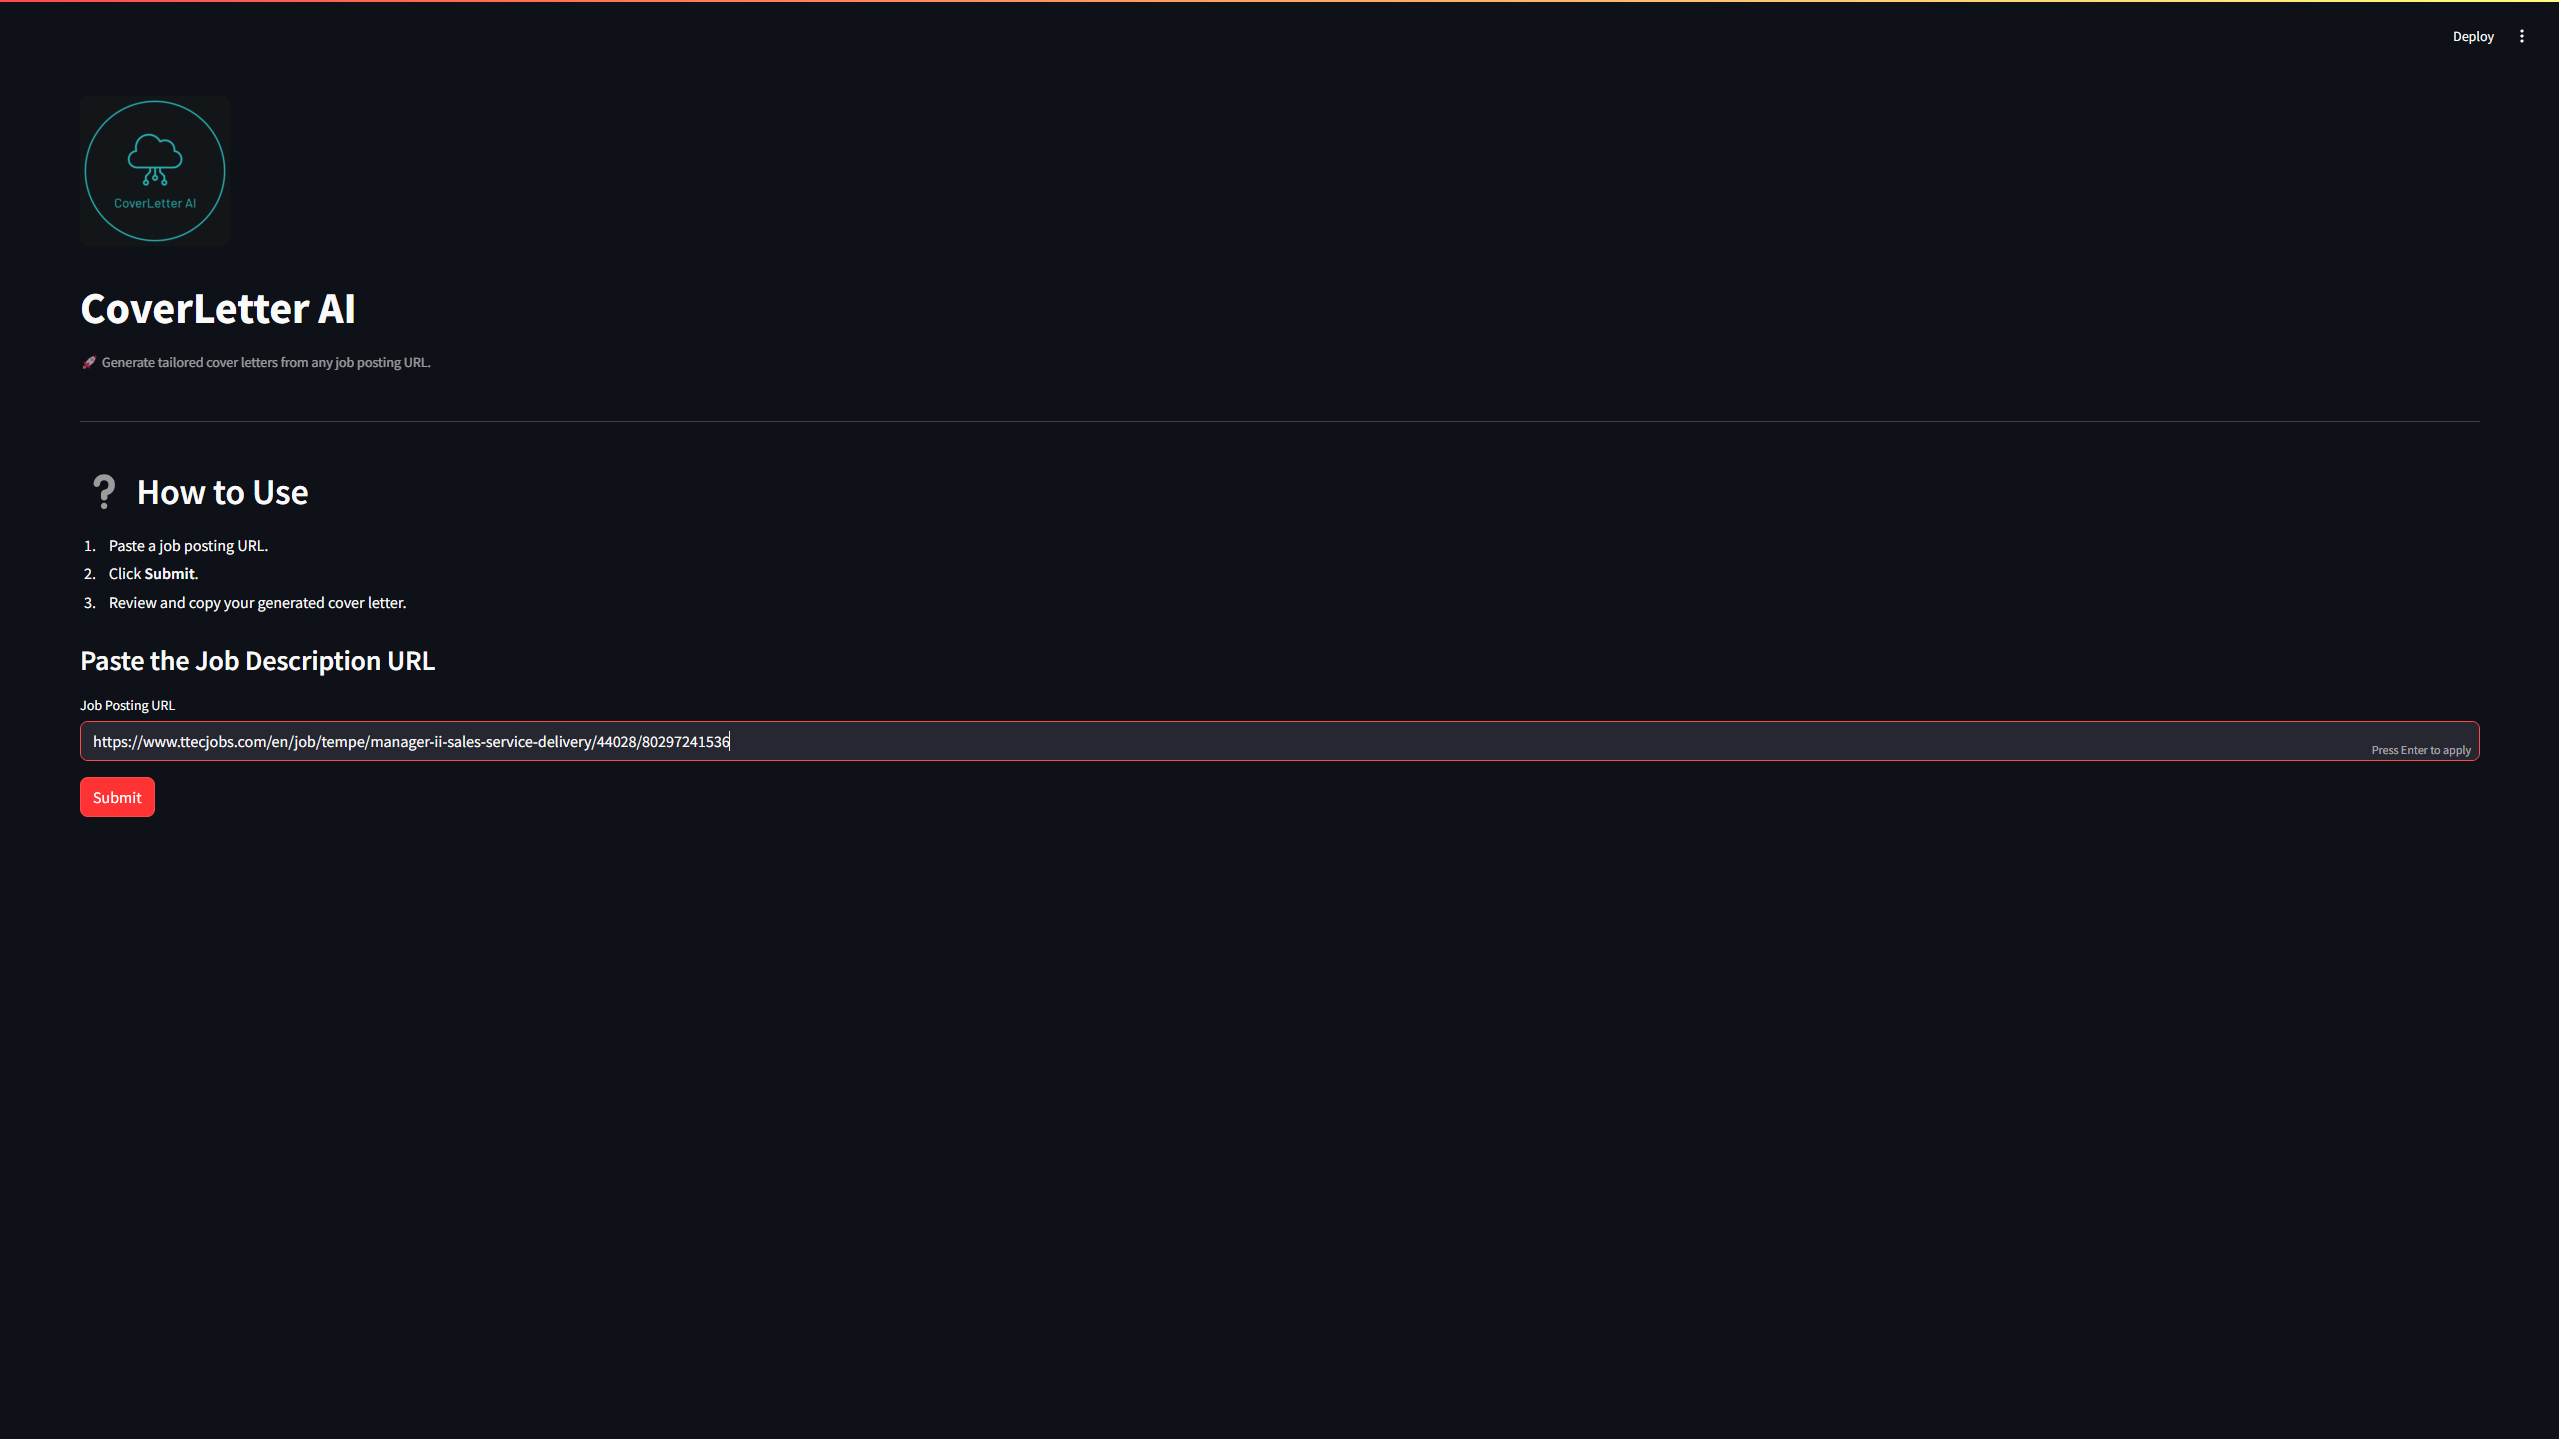 Deploy
CoverLetter AI
CoverLetter AI
🚀 Generate tailored cover letters from any job posting URL.
❔ How to Use
1. Paste a job posting URL.
2. Click Submit.
3. Review and copy your generated cover letter.
Paste the Job Description URL
Job Posting URL
https://www.ttecjobs.com/en/job/tempe/manager-ii-sales-service-delivery/44028/80297241536
Press Enter to apply
Submit